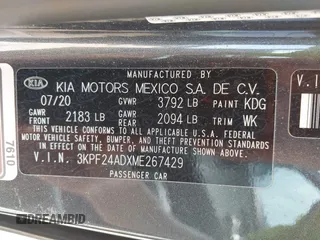 MANUFACTURED BY
KIA KIA MOTORS MEXICO S.A. DE C.V.
07/20 GVWR 3792 LB PAINT KDG
GAWR FRONT 2183 LB GAWR REAR 2094 LB TRIM WK
THIS VEHICLE CONFORMS TO ALL APPLICABLE FEDERAL
MOTOR VEHICLE SAFETY, BUMPER, AND THEFT
PREVENTION STANDARDS IN EFFECT ON THE DATE OF
MANUFACTURE SHOWN ABOVE.
V.I.N. 3KPF24ADXME267429
PASSENGER CAR
7610
V.I.
DREAMBID